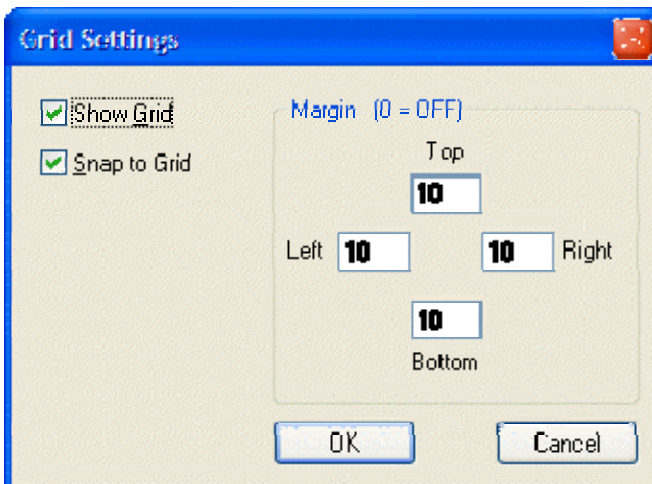 Grid Settings
Show Grid
Snap to Grid
Margin (0 = OFF)
Top
10
Left 10 10 Right
10
Bottom
OK Cancel